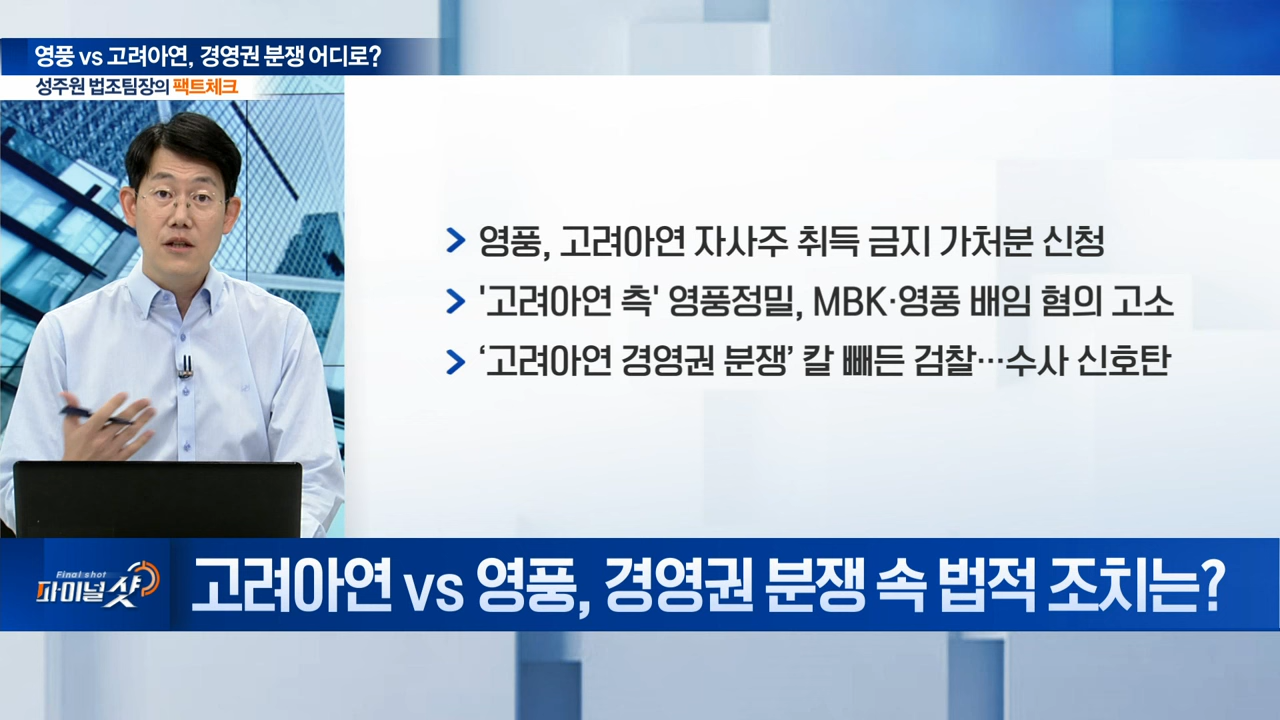 영풍 vs 고려아연, 경영권 분쟁 어디로?
성주원 법조팀장의 팩트체크
영풍, 고려아연 자사주 취득 금지 가처분 신청
'고려아연 측' 영풍정밀, MBK·영풍 배임 혐의 고소
‘고려아연 경영권 분쟁’ 칼 빼든 검찰…수사 신호탄
Final shot
파이널 샷
고려아연 vs 영풍, 경영권 분쟁 속 법적 조치는?